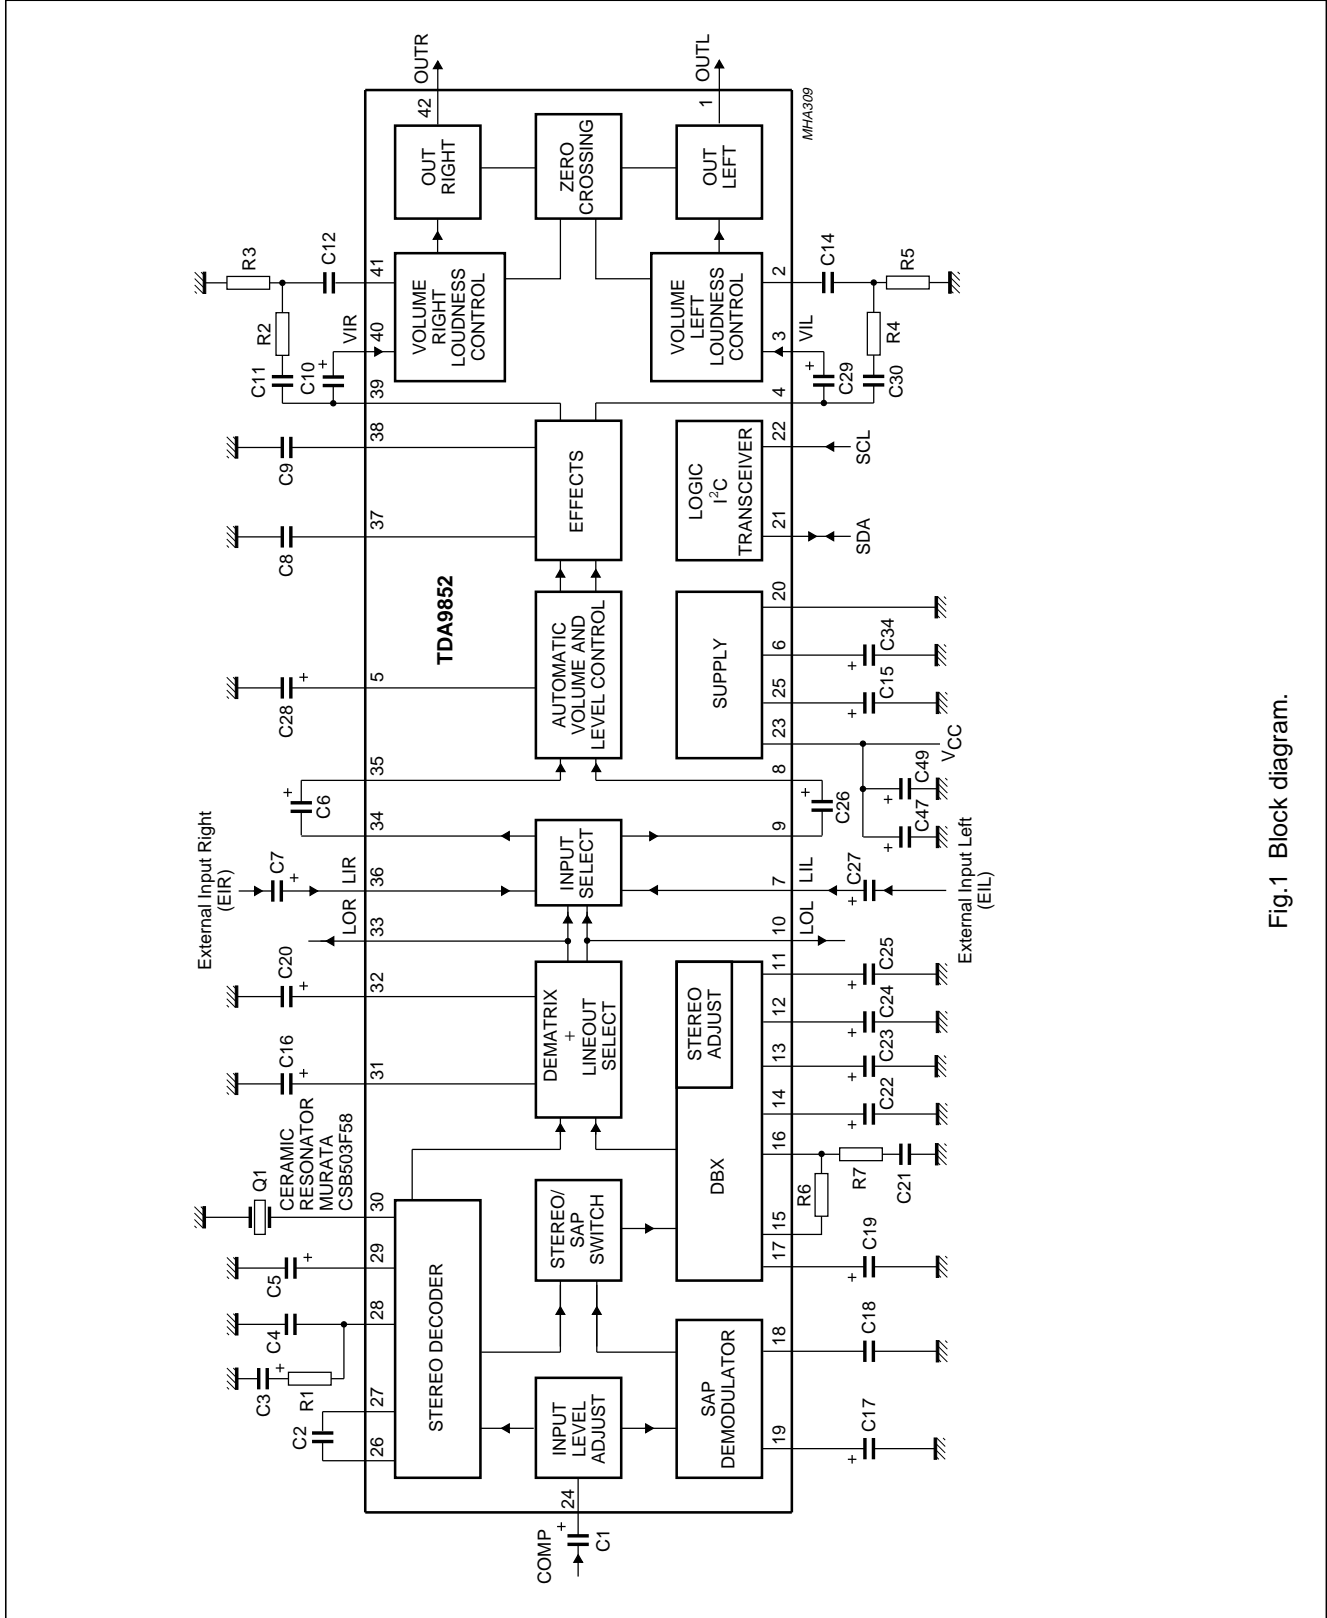 COMP
+
C1
24
C2
26
27
C3
+
R1
C4
28
C5
+
29
Q1
CERAMIC
RESONATOR
MURATA
CSB503F58
30
C16
+
31
C20
+
32
LOR
33
External Input Right
(EIR)
C7
+
LIR
36
34
+
C6
35
C28
+
5
C8
37
C9
38
39
C11
C10
+
R2
VIR
40
R3
C12
41
42
OUTR
TDA9852
STEREO DECODER
INPUT
LEVEL
ADJUST
SAP
DEMODULATOR
STEREO/
SAP
SWITCH
DBX
STEREO
ADJUST
DEMATRIX
+
LINEOUT
SELECT
INPUT
SELECT
AUTOMATIC
VOLUME AND
LEVEL CONTROL
SUPPLY
EFFECTS
LOGIC
I²C
TRANSCEIVER
VOLUME
RIGHT
LOUDNESS
CONTROL
VOLUME
LEFT
LOUDNESS
CONTROL
OUT
RIGHT
ZERO
CROSSING
OUT
LEFT
19
+
C17
18
C18
17
+
C19
15
R6
16
R7
C21
14
+
C22
13
+
C23
12
+
C24
11
+
C25
10
LOL
7
LIL
+
C27
External Input Left
(EIL)
9
+
C26
8
+
C47
+
C49
VCC
23
25
+
C15
6
+
C34
20
21
SDA
22
SCL
4
+
C29
C30
3
VIL
R4
2
C14
R5
1
OUTL
MHA309
Fig.1 Block diagram.